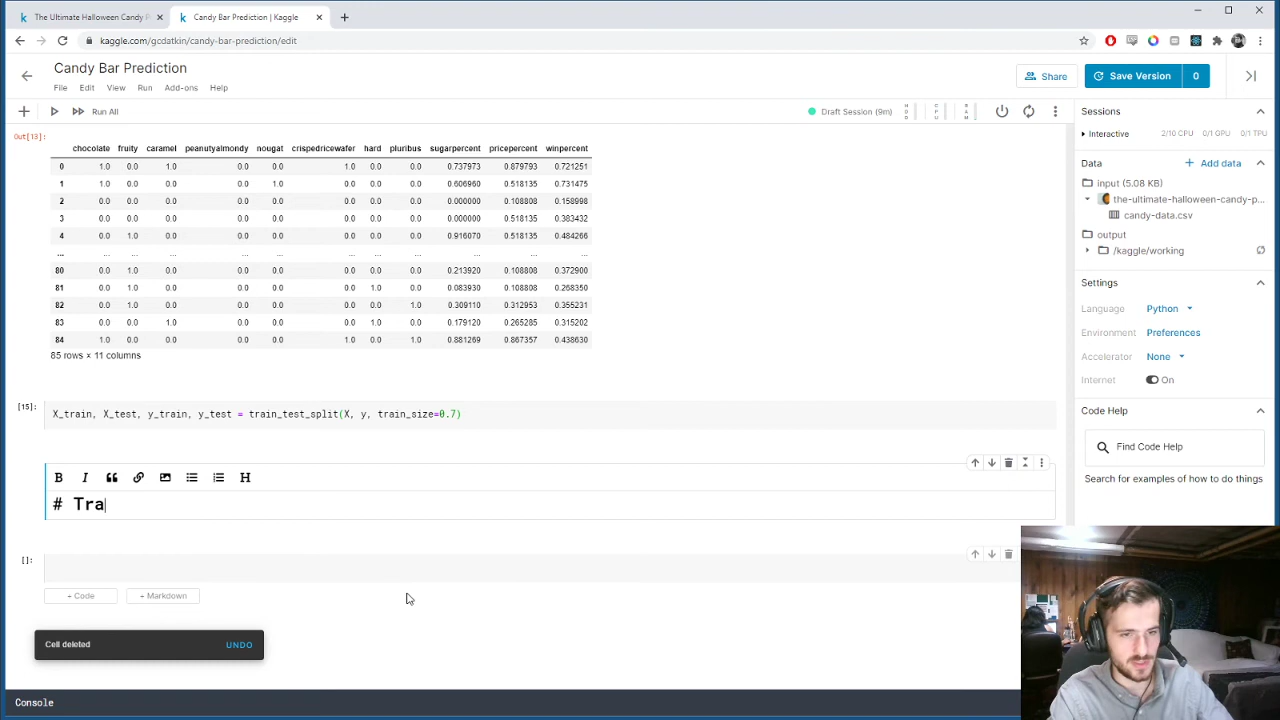 The Ultimate Halloween Candy P
Candy Bar Prediction | Kaggle
kaggle.com/gcdatkin/candy-bar-prediction/edit
Candy Bar Prediction
File Edit View Run Add-ons Help
Share
Save Version 0
Run All
Draft Session (9m)
Out[13]:
chocolate fruity caramel peanutyalmondy nougat crispedricewafer hard pluribus sugarpercent pricepercent winpercent
0 1.0 0.0 1.0 0.0 0.0 1.0 0.0 0.0 0.737973 0.879793 0.721251
1 1.0 0.0 0.0 0.0 1.0 0.0 0.0 0.0 0.606960 0.518135 0.731475
2 0.0 0.0 0.0 0.0 0.0 0.0 0.0 0.0 0.000000 0.108808 0.158998
3 0.0 0.0 0.0 0.0 0.0 0.0 0.0 0.0 0.000000 0.518135 0.383432
4 0.0 1.0 0.0 0.0 0.0 0.0 0.0 0.0 0.916070 0.518135 0.484266
... ... ... ... ... ... ... ... ... ... ... ...
80 0.0 1.0 0.0 0.0 0.0 0.0 0.0 0.0 0.213920 0.108808 0.372900
81 0.0 1.0 0.0 0.0 0.0 0.0 1.0 0.0 0.083930 0.108808 0.268350
82 0.0 1.0 0.0 0.0 0.0 0.0 0.0 1.0 0.309110 0.312953 0.355231
83 0.0 0.0 1.0 0.0 0.0 0.0 1.0 0.0 0.179120 0.265285 0.315202
84 1.0 0.0 0.0 0.0 0.0 1.0 0.0 1.0 0.881269 0.867357 0.438630
85 rows × 11 columns
[15]:
X_train, X_test, y_train, y_test = train_test_split(X, y, train_size=0.7)
B I H
# Tra
[]:
+ Code + Markdown
Cell deleted UNDO
Console
Sessions
Interactive 2/10 CPU 0/1 GPU 0/1 TPU
Data + Add data
input (5.08 KB)
the-ultimate-halloween-candy-p...
candy-data.csv
output
/kaggle/working
Settings
Language Python
Environment Preferences
Accelerator None
Internet On
Code Help
Find Code Help
Search for examples of how to do things